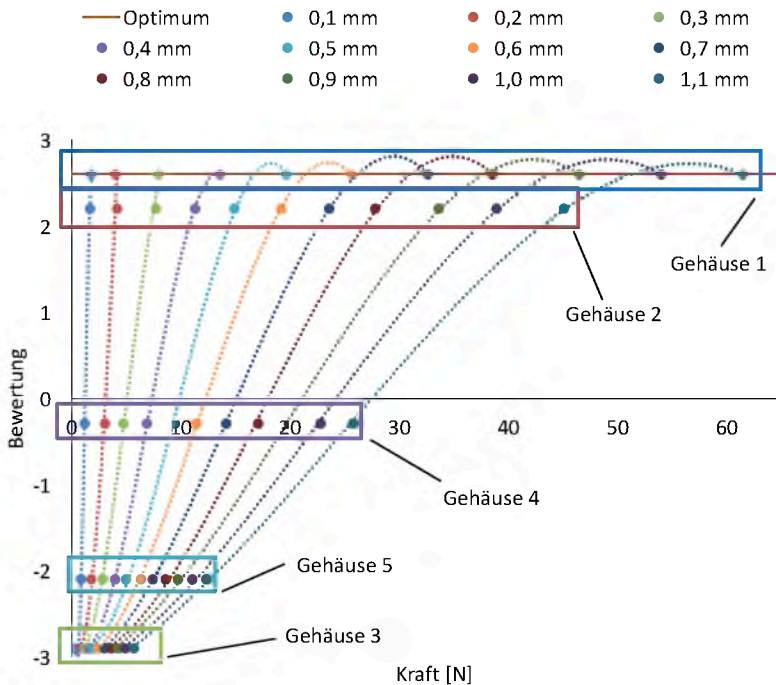 Optimum 0,1 mm 0,2 mm 0,3 mm
0,4 mm 0,5 mm 0,6 mm 0,7 mm
0,8 mm 0,9 mm 1,0 mm 1,1 mm
3
2
1
0
-1
-2
-3
0 10 20 30 40 50 60
Bewertung
Kraft [N]
Gehäuse 1
Gehäuse 2
Gehäuse 4
Gehäuse 5
Gehäuse 3